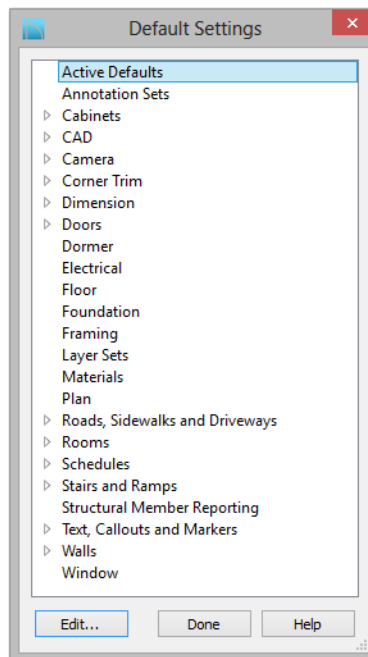 Default Settings
Active Defaults
Annotation Sets
Cabinets
CAD
Camera
Corner Trim
Dimension
Doors
Dormer
Electrical
Floor
Foundation
Framing
Layer Sets
Materials
Plan
Roads, Sidewalks and Driveways
Rooms
Schedules
Stairs and Ramps
Structural Member Reporting
Text, Callouts and Markers
Walls
Window
Edit... Done Help